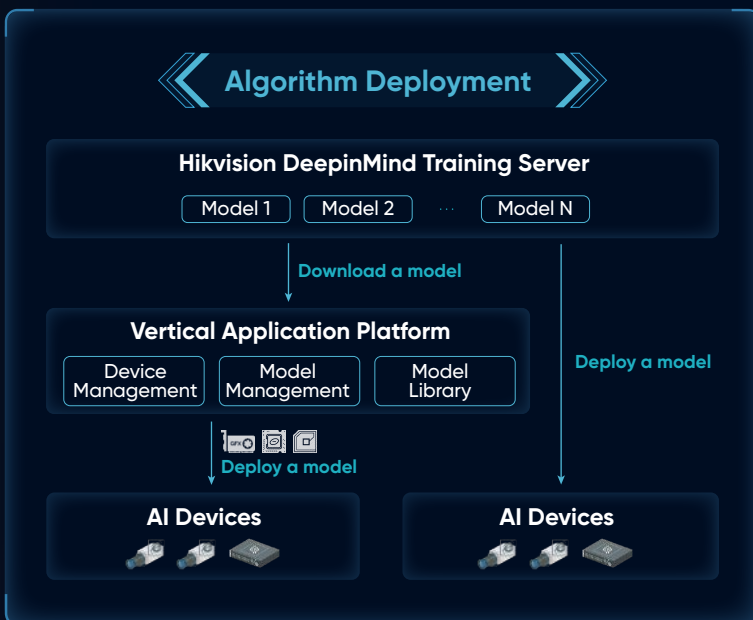 Algorithm Deployment
Hikvision DeepinMind Training Server
Model 1
Model 2
...
Model N
Download a model
Vertical Application Platform
Device
Management
Model
Management
Model
Library
Deploy a model
GFX
Deploy a model
AI Devices
AI Devices